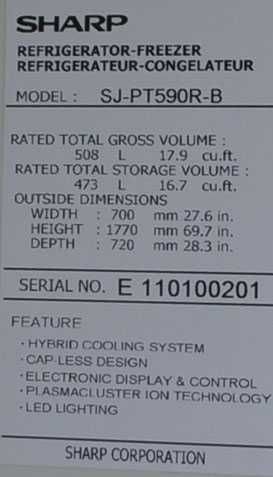 SHARP
REFRIGERATOR-FREEZER
REFRIGERATEUR-CONGELATEUR
MODEL : SJ-PT590R-B
RATED TOTAL GROSS VOLUME :
508 L 17.9 cu.ft.
RATED TOTAL STORAGE VOLUME :
473 L 16.7 cu.ft.
OUTSIDE DIMENSIONS
WIDTH : 700 mm 27.6 in.
HEIGHT : 1770 mm 69.7 in.
DEPTH : 720 mm 28.3 in.
SERIAL NO. E 110100201
FEATURE
· HYBRID COOLING SYSTEM
· CAP-LESS DESIGN
· ELECTRONIC DISPLAY & CONTROL
· PLASMACLUSTER ION TECHNOLOGY
· LED LIGHTING
SHARP CORPORATION